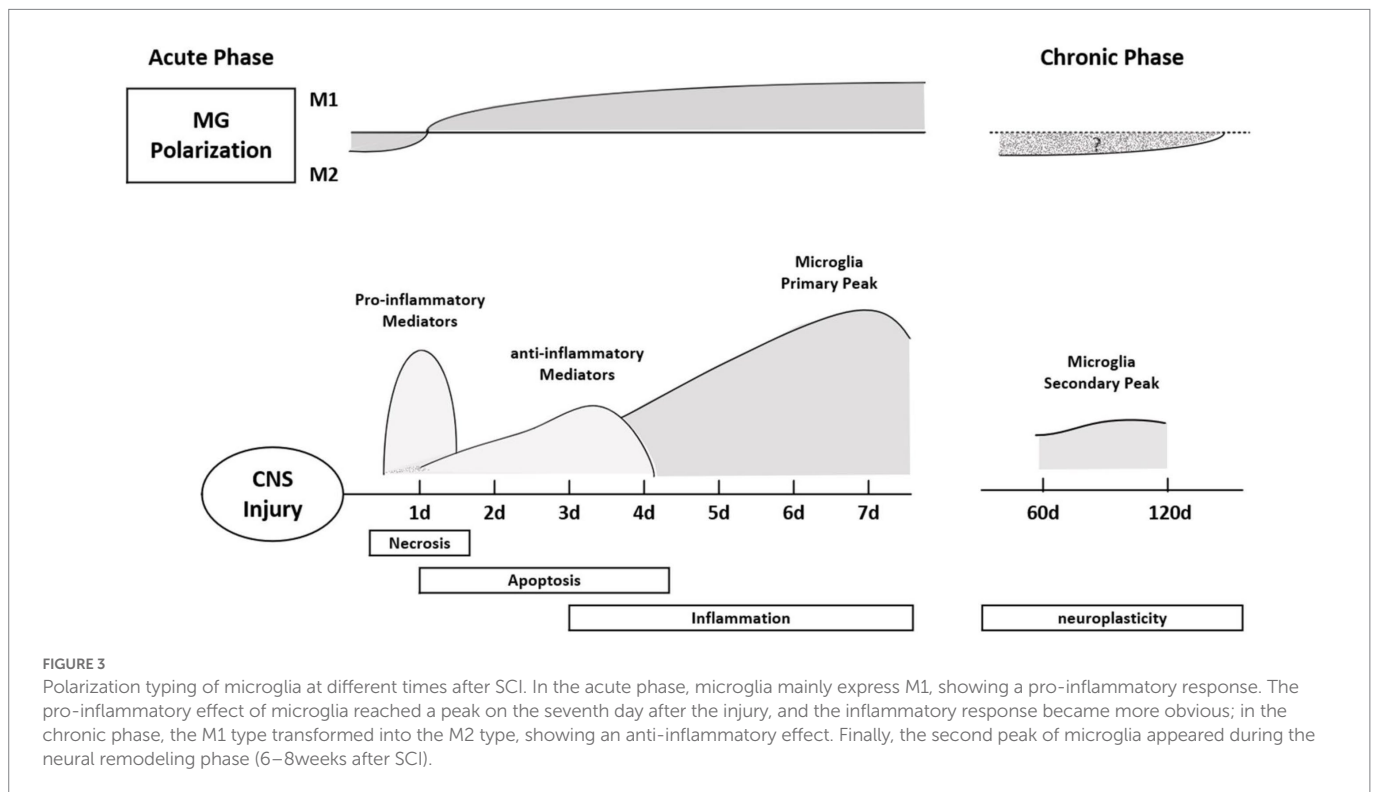 Acute Phase
Chronic Phase
MG
Polarization
M1
M2
?
Microglia
Primary Peak
Pro-inflammatory
Mediators
anti-inflammatory
Mediators
Microglia
Secondary Peak
CNS
Injury
1d
2d
3d
4d
5d
6d
7d
60d
120d
Necrosis
Apoptosis
Inflammation
neuroplasticity
FIGURE 3
Polarization typing of microglia at different times after SCI. In the acute phase, microglia mainly express M1, showing a pro-inflammatory response. The
pro-inflammatory effect of microglia reached a peak on the seventh day after the injury, and the inflammatory response became more obvious; in
the chronic phase, the M1 type transformed into the M2 type, showing an anti-inflammatory effect. Finally, the second peak of microglia appeared during the
neural remodeling phase (6–8weeks after SCI).